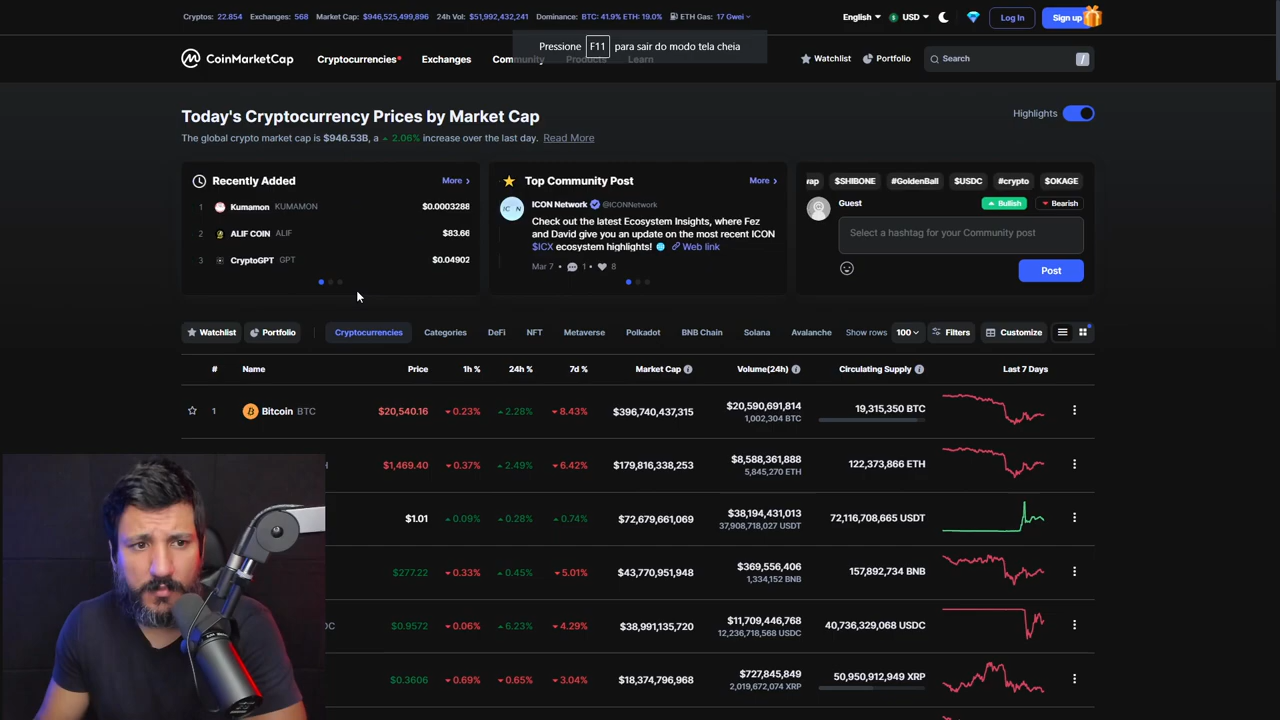 Cryptos: 22.854 Exchanges: 568 Market Cap: $946,525,499,896 24h Vol: $51,992,432,241 Dominance: BTC: 41.9% ETH: 19.0% ETH Gas: 17 Gwei English USD Log In Sign up
Pressione F11 para sair do modo tela cheia
CoinMarketCap Cryptocurrencies Exchanges Community Products Learn Watchlist Portfolio Search /
Today's Cryptocurrency Prices by Market Cap
Highlights
The global crypto market cap is $946.53B, a 2.06% increase over the last day. Read More
Recently Added More
1 Kumamon KUMAMON $0.0003288
2 ALIF COIN ALIF $83.66
3 CryptoGPT GPT $0.04902
Top Community Post More
ICON Network @ICONNetwork
Check out the latest Ecosystem Insights, where Fez
and David give you an update on the most recent ICON
$ICX ecosystem highlights! Web link
Mar 7 • 1 • 8
vap $SHIBONE #GoldenBall $USDC #crypto $OKAGE
Guest Bullish Bearish
Select a hashtag for your Community post
Post
Watchlist Portfolio Cryptocurrencies Categories DeFi NFT Metaverse Polkadot BNB Chain Solana Avalanche Show rows 100 Filters Customize
# Name Price 1h % 24h % 7d % Market Cap Volume(24h) Circulating Supply Last 7 Days
1 Bitcoin BTC $20,540.16 0.23% 2.28% 8.43% $396,740,437,315 $20,590,691,814 19,315,350 BTC
1,002,304 BTC
H $1,469.40 0.37% 2.49% 6.42% $179,816,338,253 $8,588,361,888 122,373,866 ETH
5,845,270 ETH
$1.01 0.09% 0.28% 0.74% $72,679,661,069 $38,194,431,013 72,116,708,665 USDT
37,908,718,027 USDT
$277.22 0.33% 0.45% 5.01% $43,770,951,948 $369,556,406 157,892,734 BNB
1,334,152 BNB
DC $0.9572 0.06% 6.23% 4.29% $38,991,135,720 $11,709,446,768 40,736,329,068 USDC
12,236,718,568 USDC
$0.3606 0.69% 0.65% 3.04% $18,374,796,968 $727,845,849 50,950,912,949 XRP
2,019,672,074 XRP